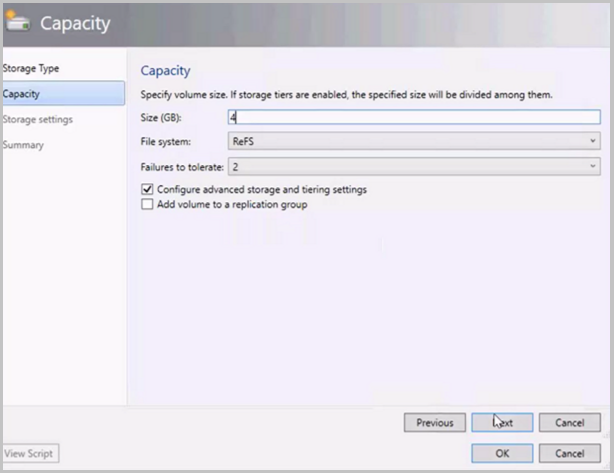 Capacity
Storage Type
Capacity
Storage settings
Summary
Capacity
Specify volume size. If storage tiers are enabled, the specified size will be divided among them.
Size (GB): 4
File system: ReFS
Failures to tolerate: 2
Configure advanced storage and tiering settings
Add volume to a replication group
Previous Next Cancel
View Script OK Cancel